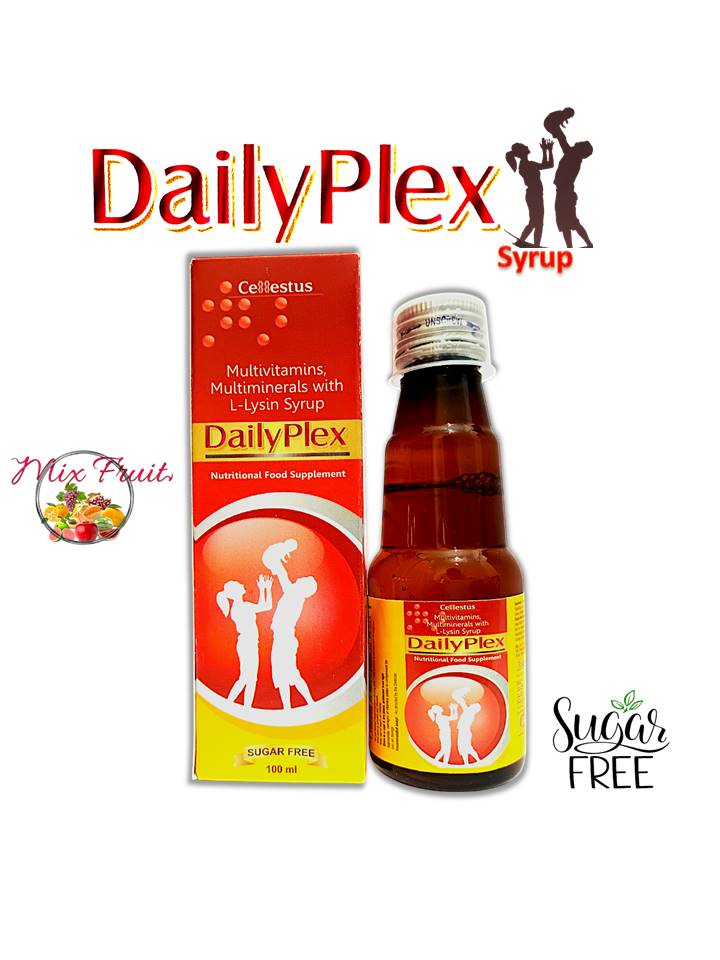 DailyPlex
Syrup
Cellestus
Multivitamins,
Multiminerals with
L-Lysin Syrup
DailyPlex
Nutritional Food Supplement
SUGAR FREE
100 ml
Mix Fruit
Cellestus
Multivitamins,
Multiminerals with
L-Lysin Syrup
DailyPlex
Nutritional Food Supplement
Sugar
FREE